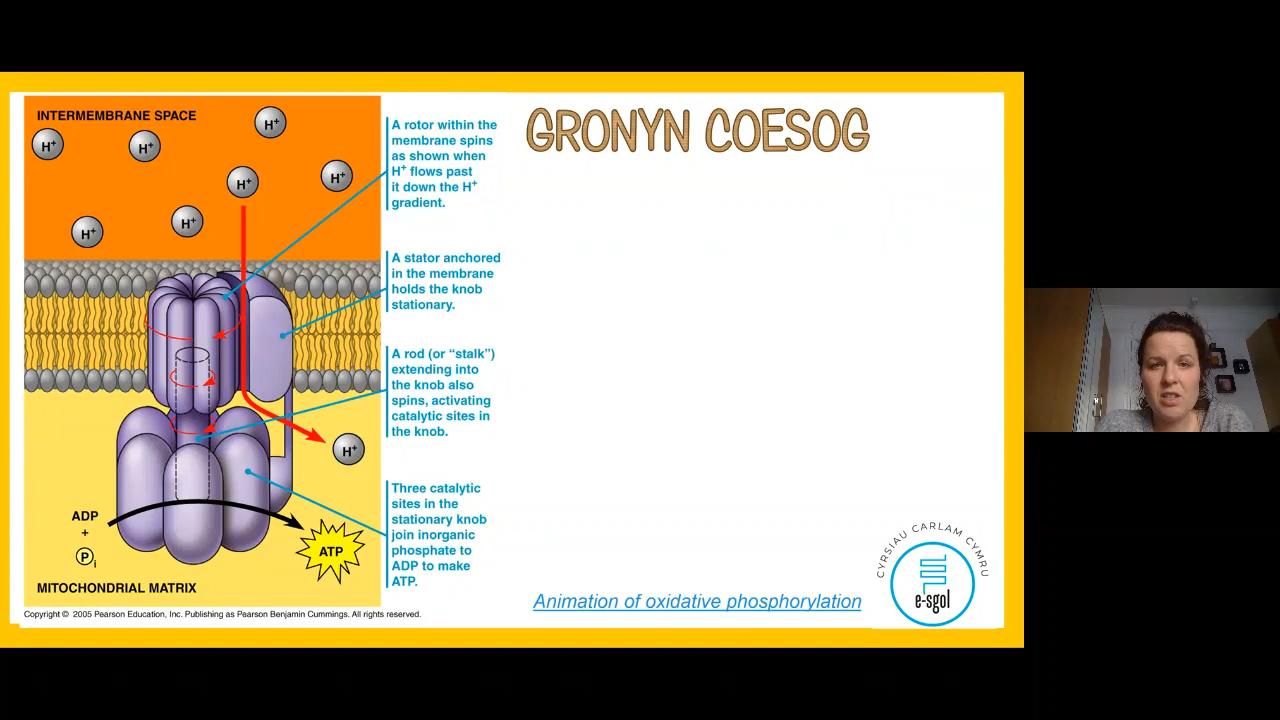 GRONYN COESOG
INTERMEMBRANE SPACE
H+
H+
H+
H+
H+
H+
H+
A rotor within the
membrane spins
as shown when
H+ flows past
it down the H+
gradient.
A stator anchored
in the membrane
holds the knob
stationary.
A rod (or “stalk”)
extending into
the knob also
spins, activating
catalytic sites in
the knob.
H+
Three catalytic
sites in the
stationary knob
join inorganic
phosphate to
ADP to make
ATP.
ADP
+
Pi
ATP
MITOCHONDRIAL MATRIX
Copyright © 2005 Pearson Education, Inc. Publishing as Pearson Benjamin Cummings. All rights reserved.
Animation of oxidative phosphorylation
CYRSIAU CARLAM CYMRU
e-sgol